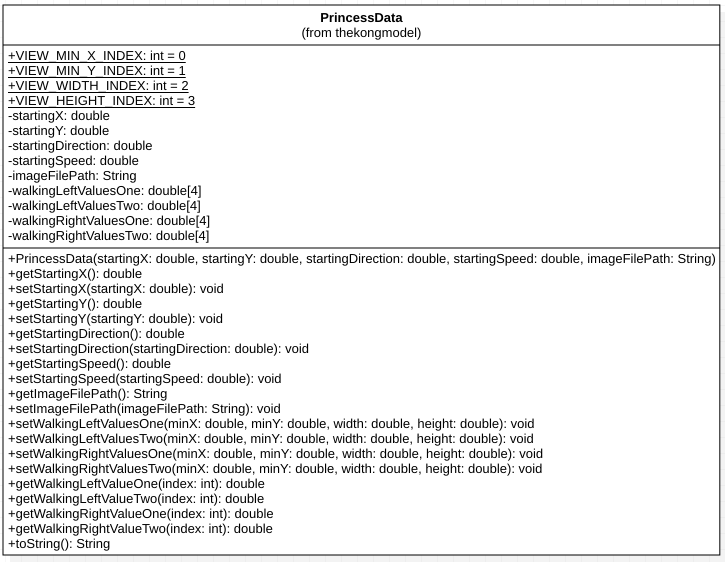 PrincessData
(from thekongmodel)
+VIEW_MIN_X_INDEX: int = 0
+VIEW_MIN_Y_INDEX: int = 1
+VIEW_WIDTH_INDEX: int = 2
+VIEW_HEIGHT_INDEX: int = 3
-startingX: double
-startingY: double
-startingDirection: double
-startingSpeed: double
-imageFilePath: String
-walkingLeftValuesOne: double[4]
-walkingLeftValuesTwo: double[4]
-walkingRightValuesOne: double[4]
-walkingRightValuesTwo: double[4]
+PrincessData(startingX: double, startingY: double, startingDirection: double, startingSpeed: double, imageFilePath: String)
+getStartingX(): double
+setStartingX(startingX: double): void
+getStartingY(): double
+setStartingY(startingY: double): void
+getStartingDirection(): double
+setStartingDirection(startingDirection: double): void
+getStartingSpeed(): double
+setStartingSpeed(startingSpeed: double): void
+getImageFilePath(): String
+setImageFilePath(imageFilePath: String): void
+setWalkingLeftValuesOne(minX: double, minY: double, width: double, height: double): void
+setWalkingLeftValuesTwo(minX: double, minY: double, width: double, height: double): void
+setWalkingRightValuesOne(minX: double, minY: double, width: double, height: double): void
+setWalkingRightValuesTwo(minX: double, minY: double, width: double, height: double): void
+getWalkingLeftValueOne(index: int): double
+getWalkingLeftValueTwo(index: int): double
+getWalkingRightValueOne(index: int): double
+getWalkingRightValueTwo(index: int): double
+toString(): String